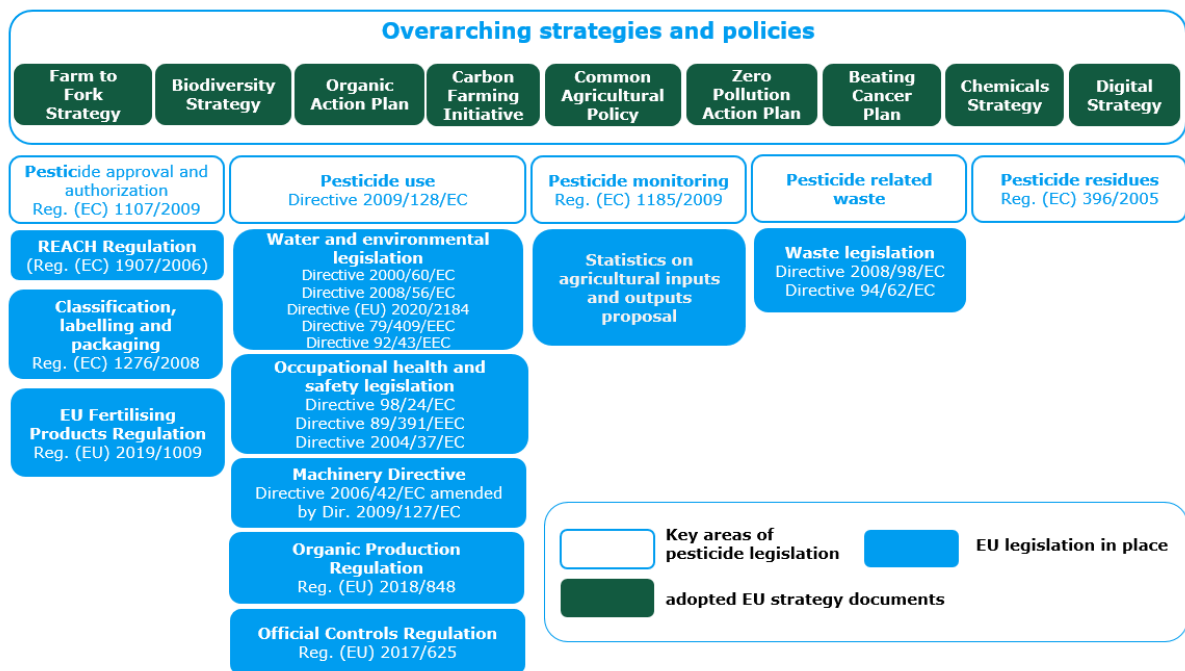 Overarching strategies and policies
Farm to
Fork
Strategy
Biodiversity
Strategy
Organic
Action Plan
Carbon
Farming
Initiative
Common
Agricultural
Policy
Zero
Pollution
Action Plan
Beating
Cancer
Plan
Chemicals
Strategy
Digital
Strategy
Pesticide approval and
authorization
Reg. (EC) 1107/2009
Pesticide use
Directive 2009/128/EC
Pesticide monitoring
Reg. (EC) 1185/2009
Pesticide related
waste
Pesticide residues
Reg. (EC) 396/2005
REACH Regulation
(Reg. (EC) 1907/2006)
Classification,
labelling and
packaging
Reg. (EC) 1276/2008
EU Fertilising
Products Regulation
Reg. (EU) 2019/1009
Water and environmental
legislation
Directive 2000/60/EC
Directive 2008/56/EC
Directive (EU) 2020/2184
Directive 79/409/EEC
Directive 92/43/EEC
Occupational health and
safety legislation
Directive 98/24/EC
Directive 89/391/EEC
Directive 2004/37/EC
Machinery Directive
Directive 2006/42/EC amended
by Dir. 2009/127/EC
Organic Production
Regulation
Reg. (EU) 2018/848
Official Controls Regulation
Reg. (EU) 2017/625
Statistics on
agricultural inputs
and outputs
proposal
Waste legislation
Directive 2008/98/EC
Directive 94/62/EC
Key areas of
pesticide legislation
EU legislation in place
adopted EU strategy documents